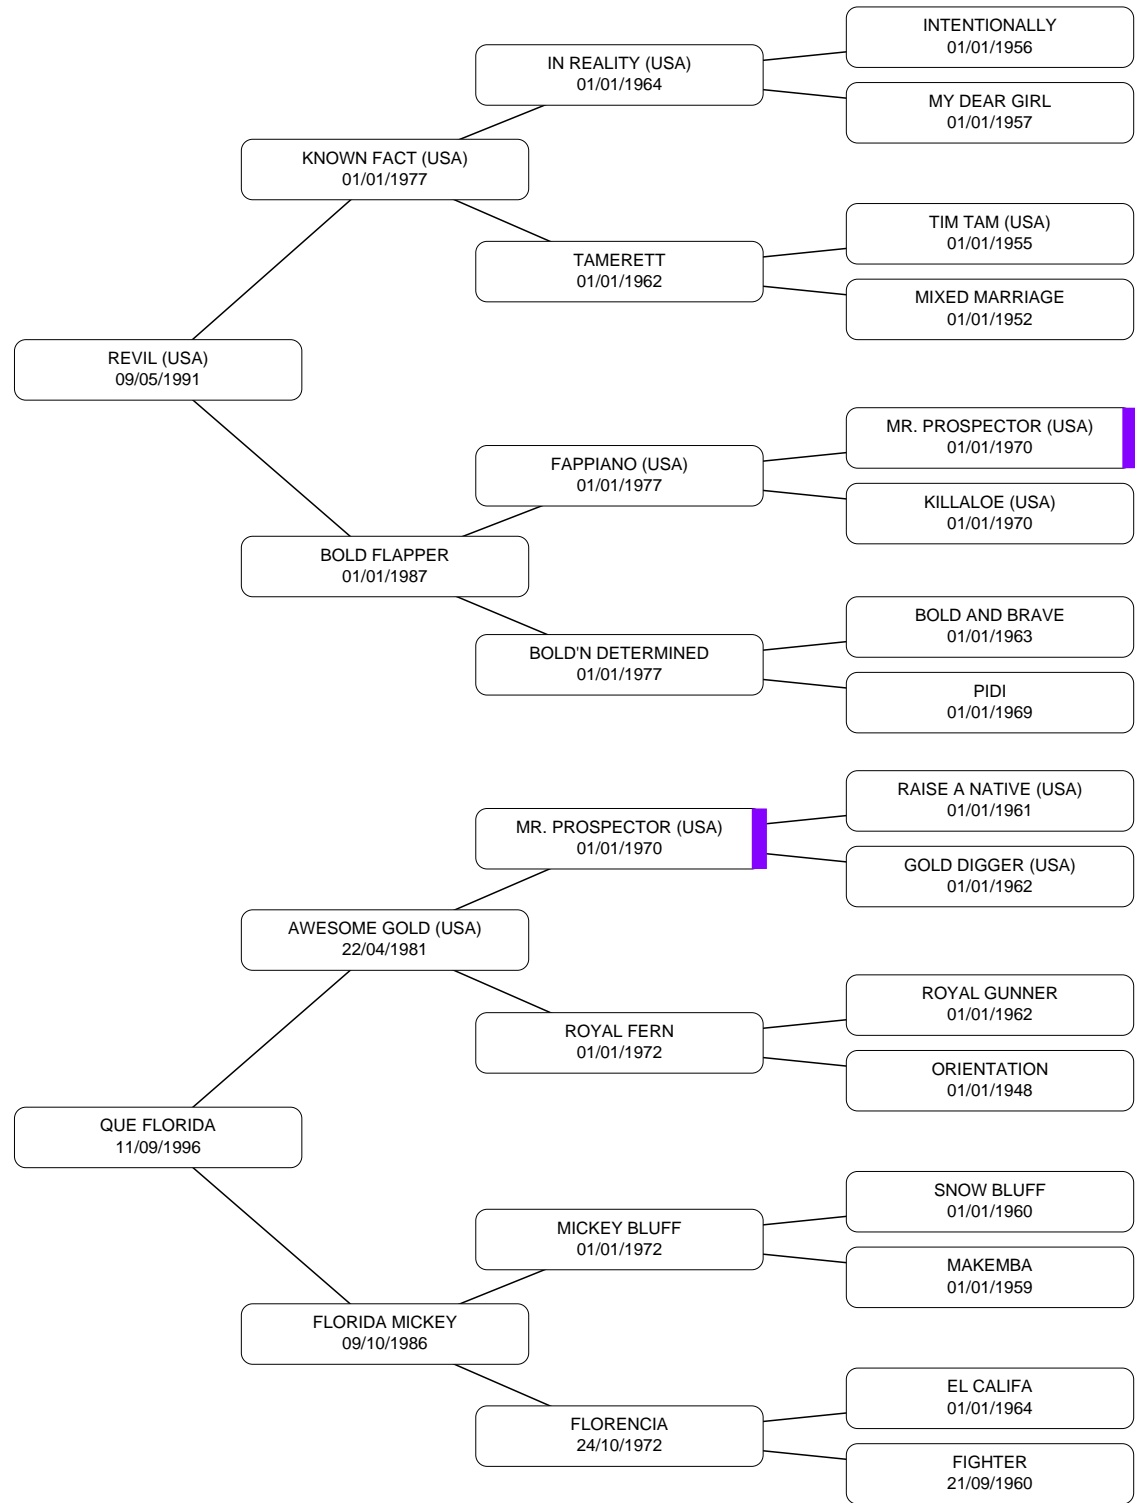 INTENTIONALLY
01/01/1956
IN REALITY (USA)
01/01/1964
MY DEAR GIRL
01/01/1957
KNOWN FACT (USA)
01/01/1977
TIM TAM (USA)
01/01/1955
TAMERETT
01/01/1962
MIXED MARRIAGE
01/01/1952
REVIL (USA)
09/05/1991
MR. PROSPECTOR (USA)
01/01/1970
FAPPIANO (USA)
01/01/1977
KILLALOE (USA)
01/01/1970
BOLD FLAPPER
01/01/1987
BOLD AND BRAVE
01/01/1963
BOLD'N DETERMINED
01/01/1977
PIDI
01/01/1969
RAISE A NATIVE (USA)
01/01/1961
MR. PROSPECTOR (USA)
01/01/1970
GOLD DIGGER (USA)
01/01/1962
AWESOME GOLD (USA)
22/04/1981
ROYAL GUNNER
01/01/1962
ROYAL FERN
01/01/1972
ORIENTATION
01/01/1948
QUE FLORIDA
11/09/1996
SNOW BLUFF
01/01/1960
MICKEY BLUFF
01/01/1972
MAKEMBA
01/01/1959
FLORIDA MICKEY
09/10/1986
EL CALIFA
01/01/1964
FLORENCIA
24/10/1972
FIGHTER
21/09/1960